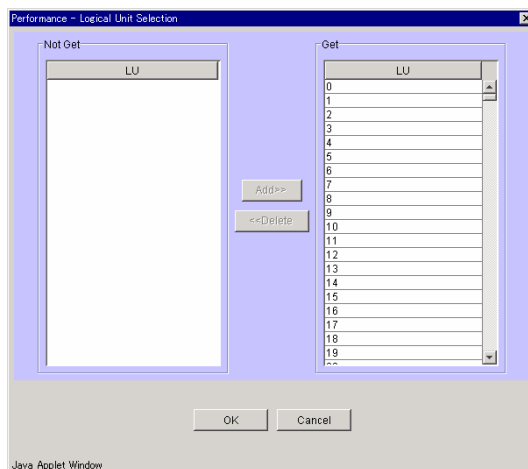 Performance - Logical Unit Selection
Not Get
LU
Get
LU
0
1
2
3
4
5
6
7
8
9
10
11
12
13
14
15
16
17
18
19
Add>>
<<Delete
OK
Cancel
Java Applet Window